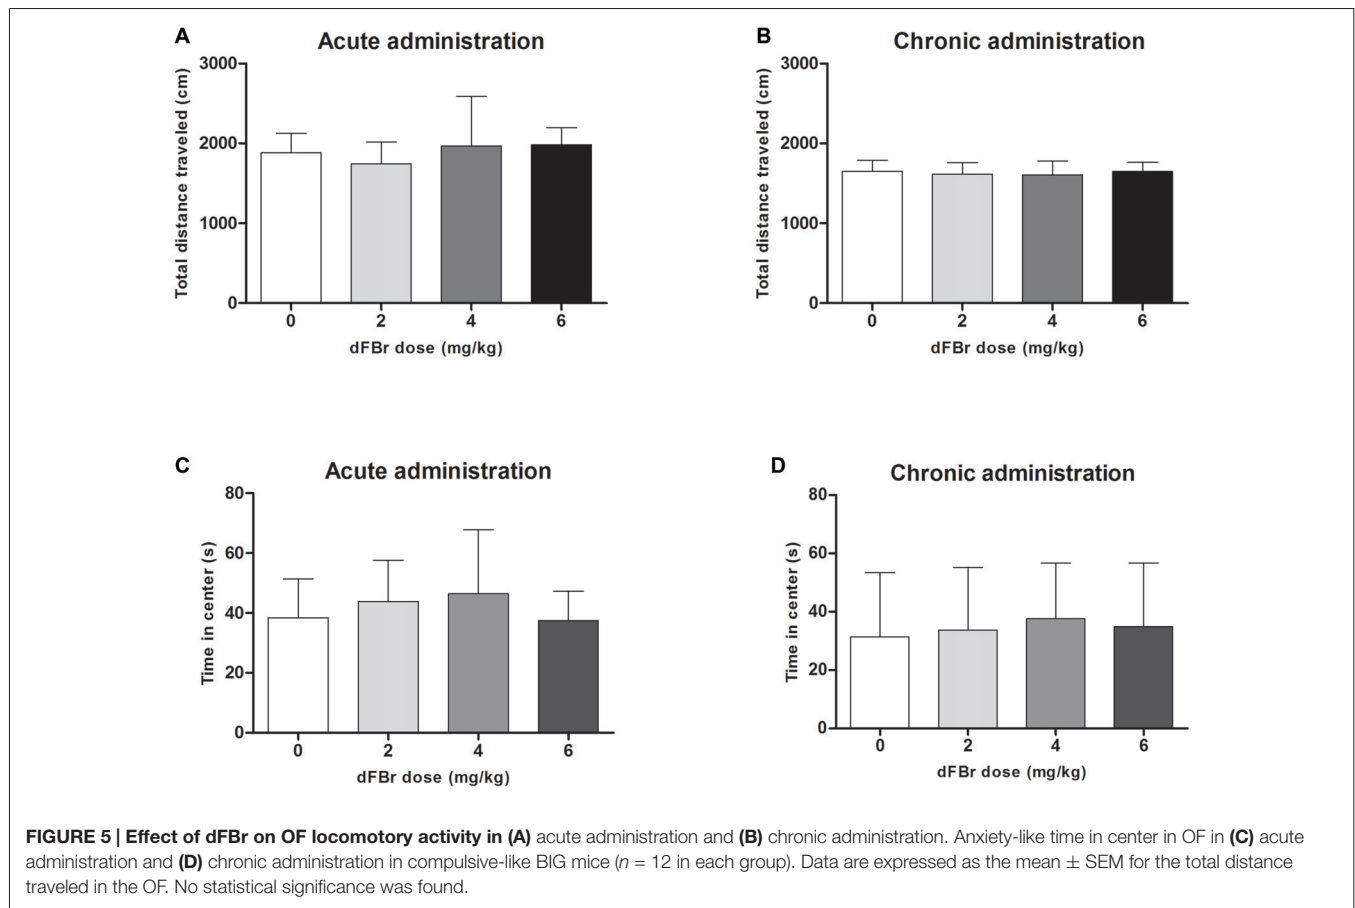 A
Acute administration
Total distance traveled (cm)
3000
2000
1000
0
0 2 4 6
dFBr dose (mg/kg)
B
Chronic administration
Total distance traveled (cm)
3000
2000
1000
0
0 2 4 6
dFBr dose (mg/kg)
C
Acute administration
Time in center (s)
80
60
40
20
0
0 2 4 6
dFBr dose (mg/kg)
D
Chronic administration
Time in center (s)
80
60
40
20
0
0 2 4 6
dFBr dose (mg/kg)
FIGURE 5 | Effect of dFBr on OF locomotory activity in (A) acute administration and (B) chronic administration. Anxiety-like time in center in OF in (C) acute
administration and (D) chronic administration in compulsive-like BIG mice (n = 12 in each group). Data are expressed as the mean ± SEM for the total distance
traveled in the OF. No statistical significance was found.